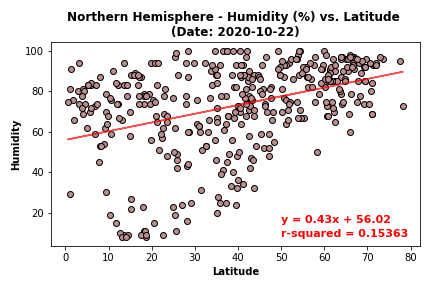 Northern Hemisphere - Humidity (%) vs. Latitude
(Date: 2020-10-22)
100
80
60
40
20
Humidity
y = 0.43x + 56.02
r-squared = 0.15363
0 10 20 30 40 50 60 70 80
Latitude